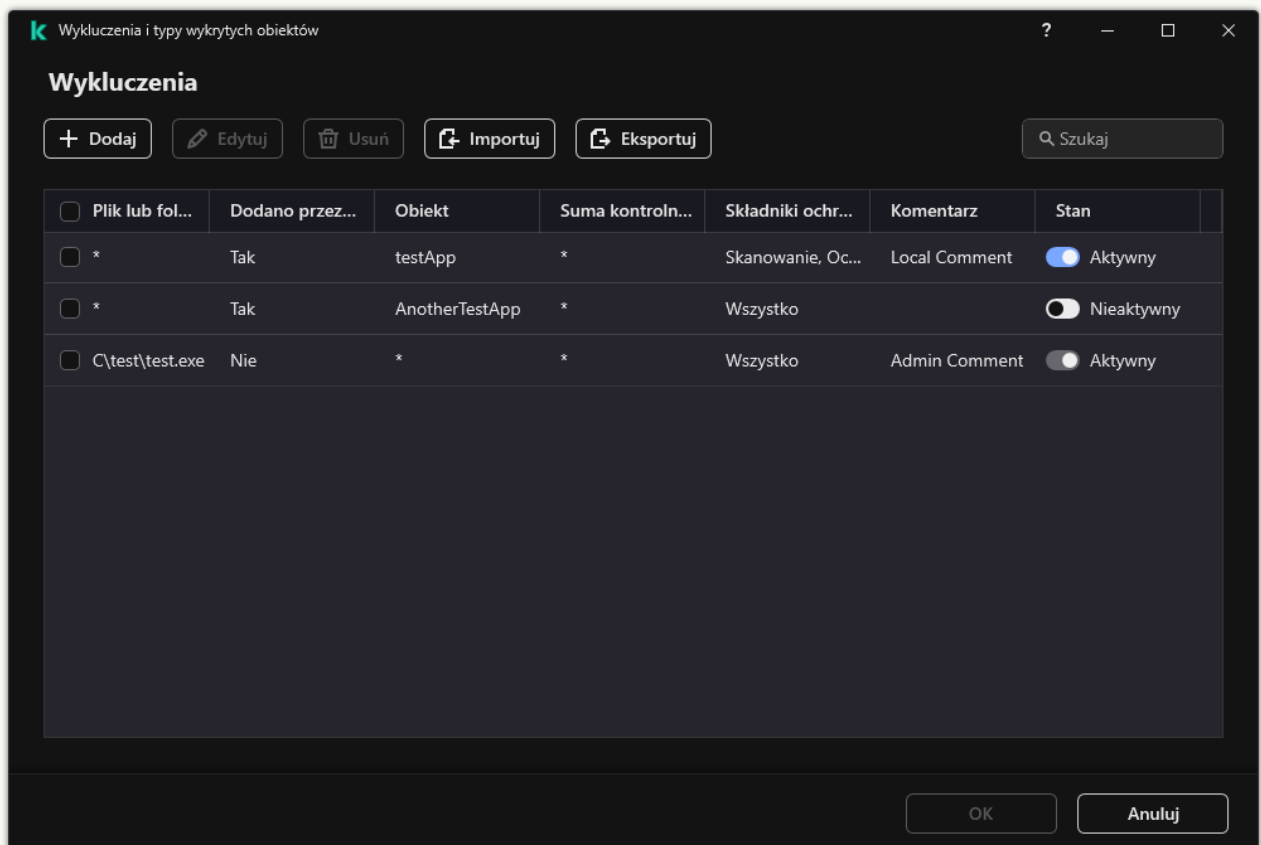 Wykluczenia i typy wykrytych obiektów ?
Wykluczenia
Dodaj Edytuj Usuń Importuj Eksportuj Szukaj
Plik lub fol... Dodano przez... Obiekt Suma kontroln... Składniki ochr... Komentarz Stan
* Tak testApp * Skanowanie, Oc... Local Comment Aktywny
* Tak AnotherTestApp * Wszystko Nieaktywny
C\test\test.exe Nie * * Wszystko Admin Comment Aktywny
OK Anuluj